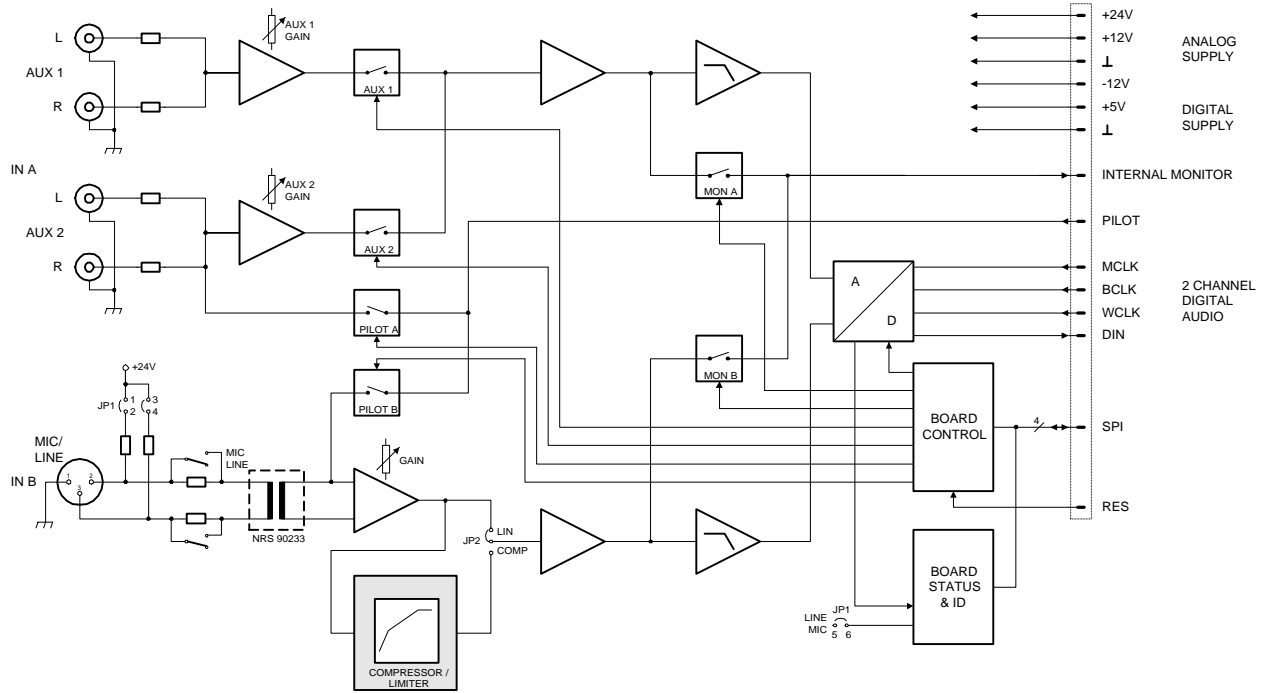 AUX 1
GAIN
L
AUX 1
R
AUX 1
IN A
AUX 2
GAIN
L
AUX 2
R
AUX 2
PILOT A
PILOT B
MON A
MON B
A
D
+24V
+12V
⊥
-12V
+5V
⊥
ANALOG
SUPPLY
DIGITAL
SUPPLY
INTERNAL MONITOR
PILOT
MCLK
BCLK
WCLK
DIN
2 CHANNEL
DIGITAL
AUDIO
BOARD
CONTROL
4
SPI
RES
+24V
JP1
1
2
3
4
MIC/
LINE
IN B
1
2
3
MIC
LINE
NRS 90233
GAIN
JP2
LIN
COMP
COMPRESSOR /
LIMITER
BOARD
STATUS
& ID
JP1
LINE
MIC
5 6